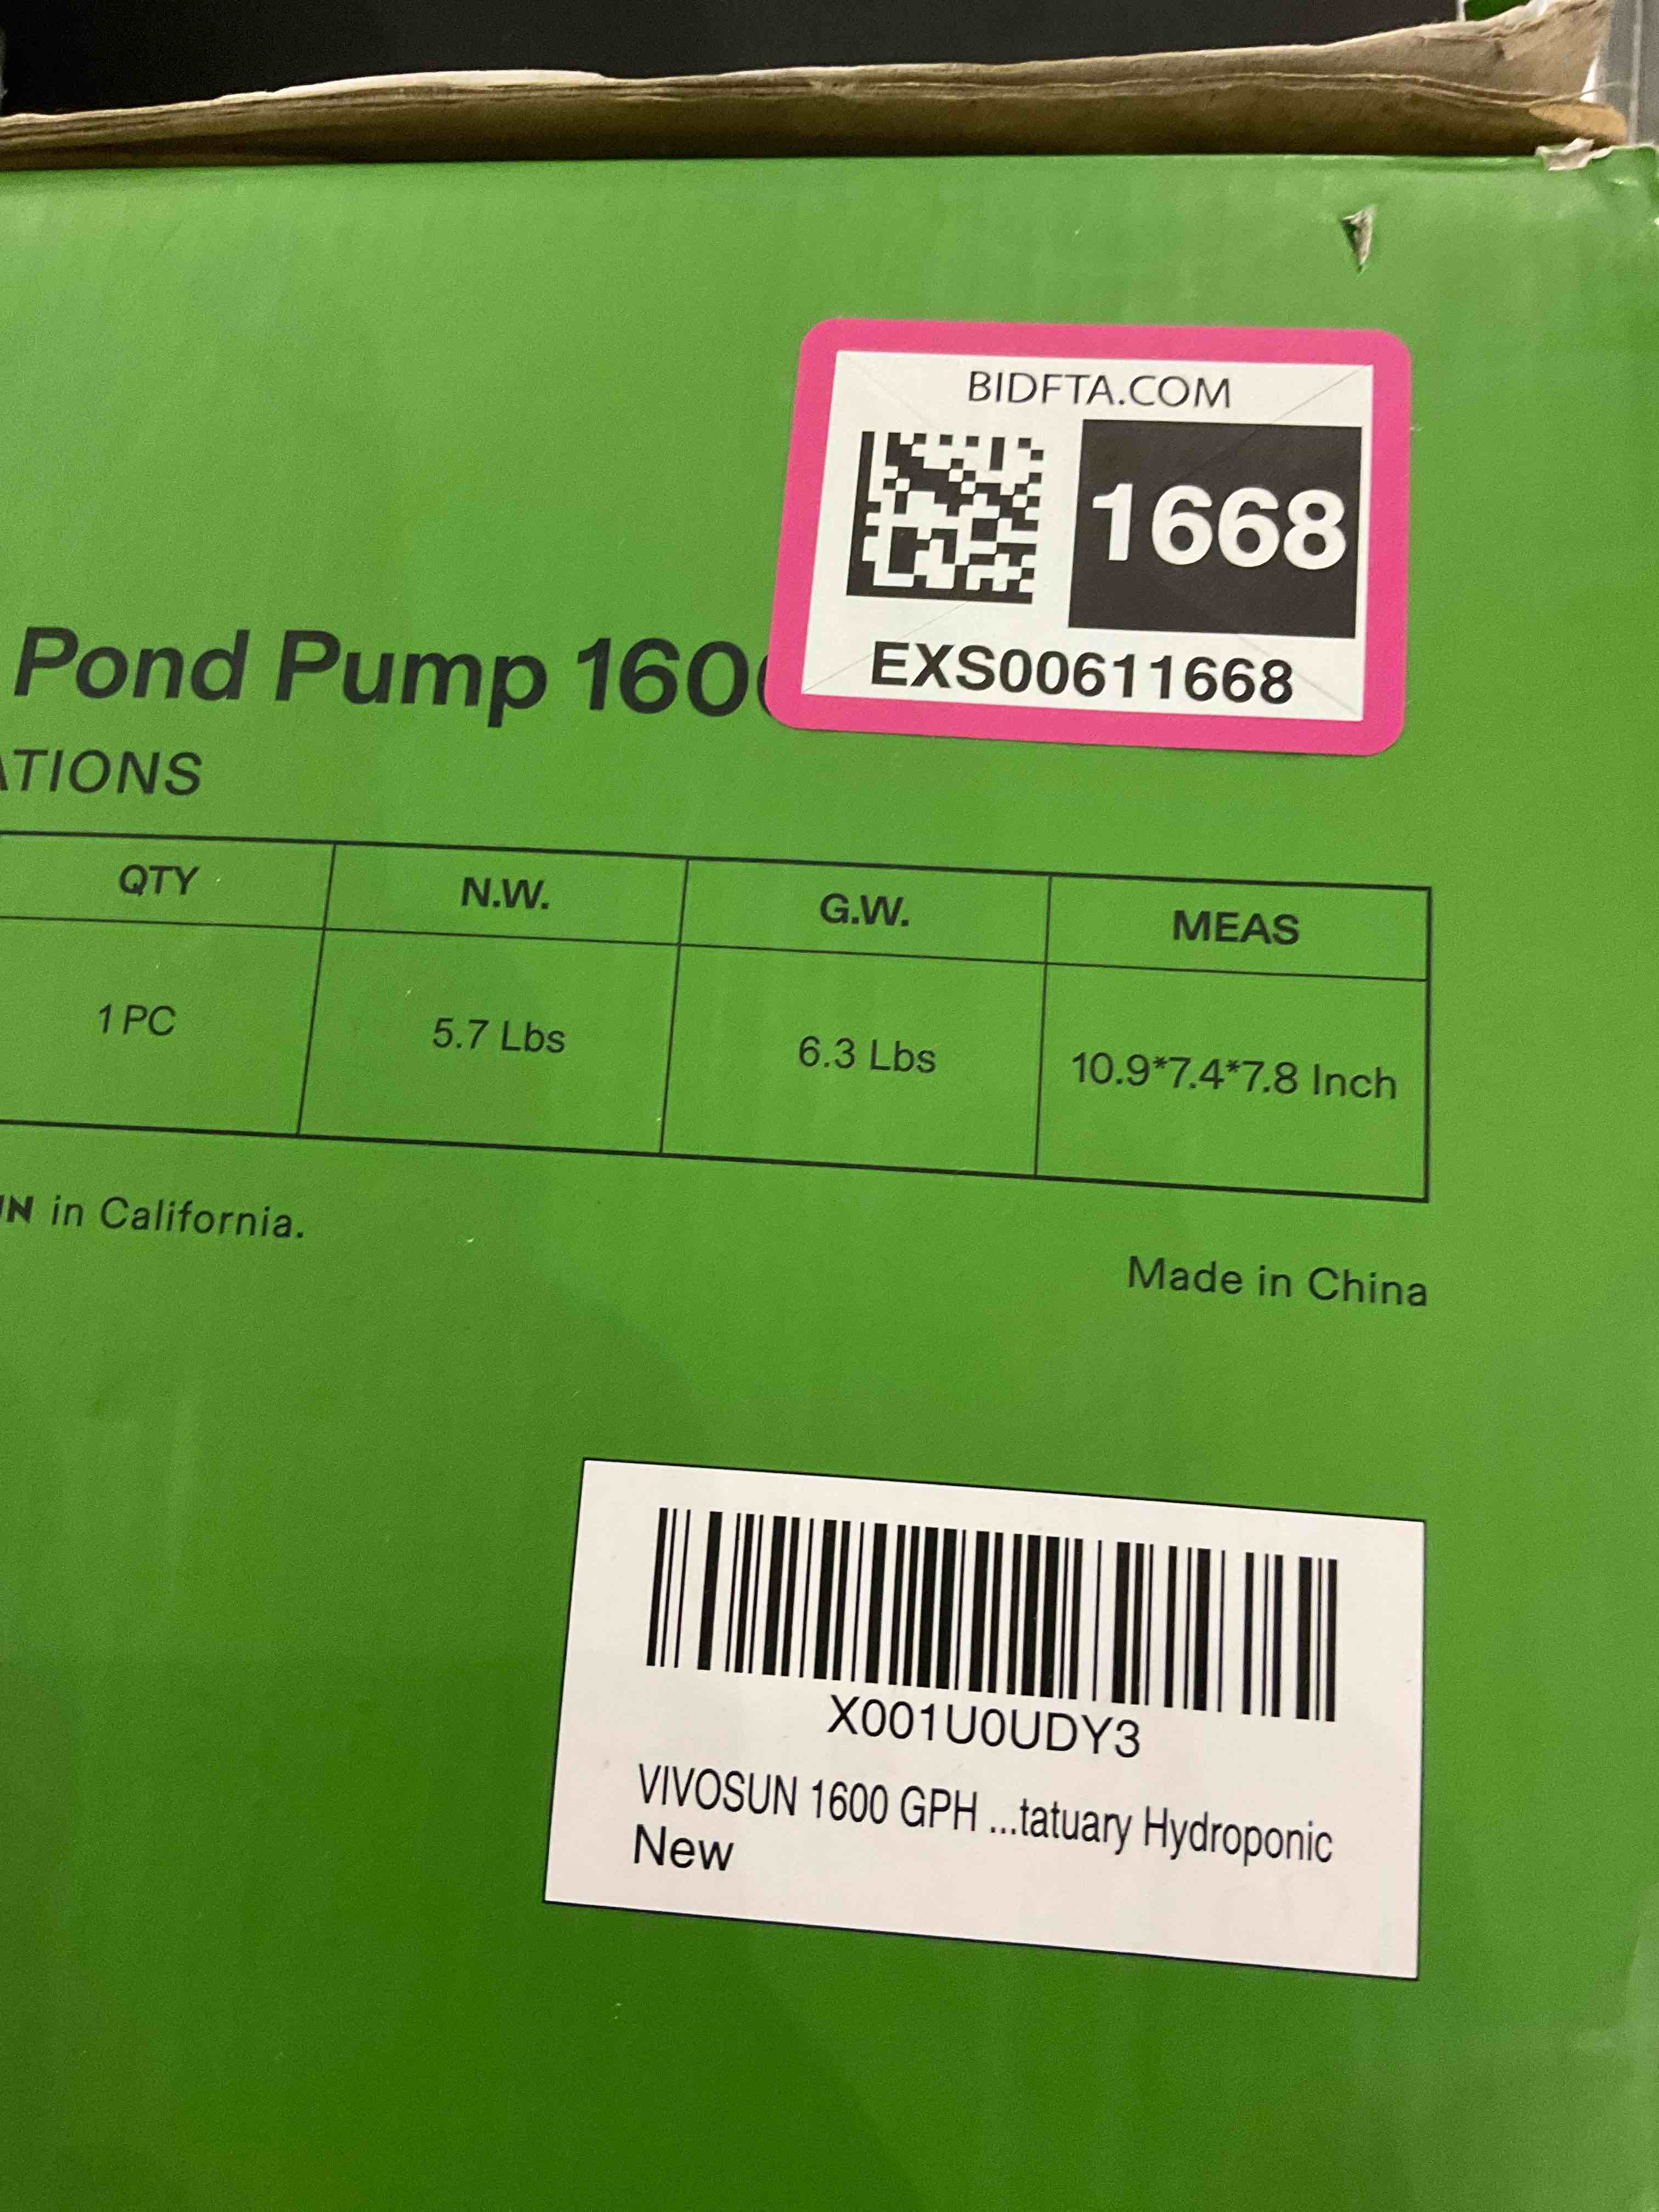 BIDFTA.COM
1668
EXS00611668
Pond Pump 160
ATIONS
QTY N.W. G.W. MEAS
1 PC 5.7 Lbs 6.3 Lbs 10.9*7.4*7.8 Inch
UN in California.
Made in China
X001U0UDY3
VIVOSUN 1600 GPH ...tatuary Hydroponic
New